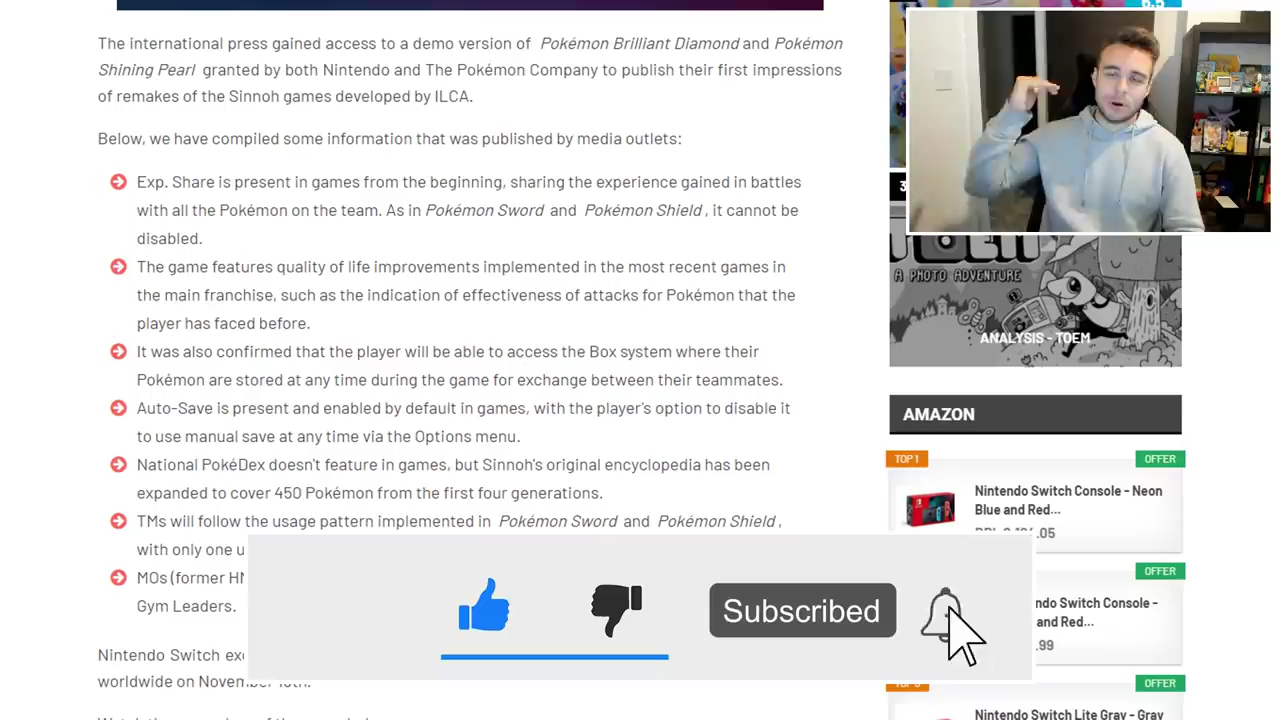 The international press gained access to a demo version of Pokémon Brilliant Diamond and Pokémon
Shining Pearl granted by both Nintendo and The Pokémon Company to publish their first impressions
of remakes of the Sinnoh games developed by ILCA.
Below, we have compiled some information that was published by media outlets:
Exp. Share is present in games from the beginning, sharing the experience gained in battles
with all the Pokémon on the team. As in Pokémon Sword and Pokémon Shield , it cannot be
disabled.
The game features quality of life improvements implemented in the most recent games in
the main franchise, such as the indication of effectiveness of attacks for Pokémon that the
player has faced before.
It was also confirmed that the player will be able to access the Box system where their
Pokémon are stored at any time during the game for exchange between their teammates.
Auto-Save is present and enabled by default in games, with the player's option to disable it
to use manual save at any time via the Options menu.
National PokéDex doesn't feature in games, but Sinnoh's original encyclopedia has been
expanded to cover 450 Pokémon from the first four generations.
TMs will follow the usage pattern implemented in Pokémon Sword and Pokémon Shield ,
with only one u
MOs (former HM
Gym Leaders.
Nintendo Switch exc
worldwide on November
Subscribed
TOEM
A PHOTO ADVENTURE
ANALYSIS - TOEM
AMAZON
TOP 1
OFFER
Nintendo Switch Console - Neon
Blue and Red...
OFFER
ndo Switch Console -
and Red...
.99
OFFER
Nintendo Switch Lite Gray - Gray